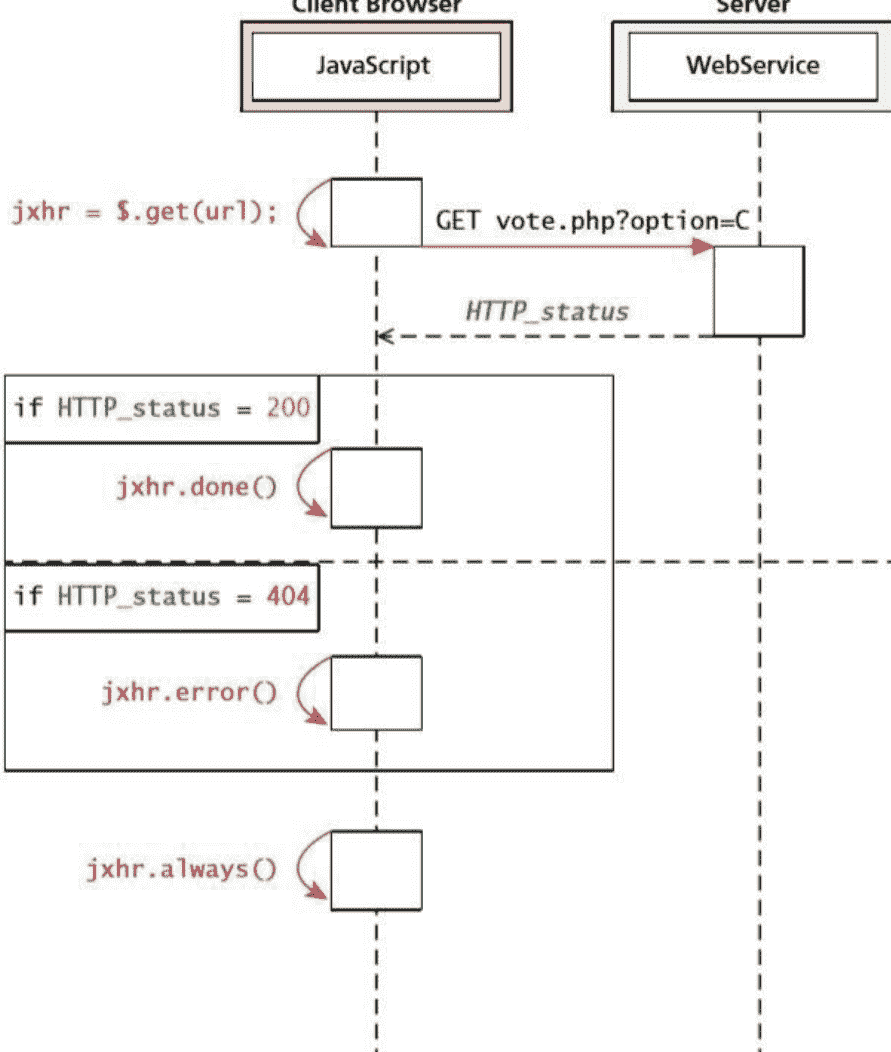 Client Browser
Server
JavaScript
WebService
jxhr = $.get(url);
GET vote.php?option=C
HTTP_status
if HTTP_status = 200
jxhr.done()
if HTTP_status = 404
jxhr.error()
jxhr.always()